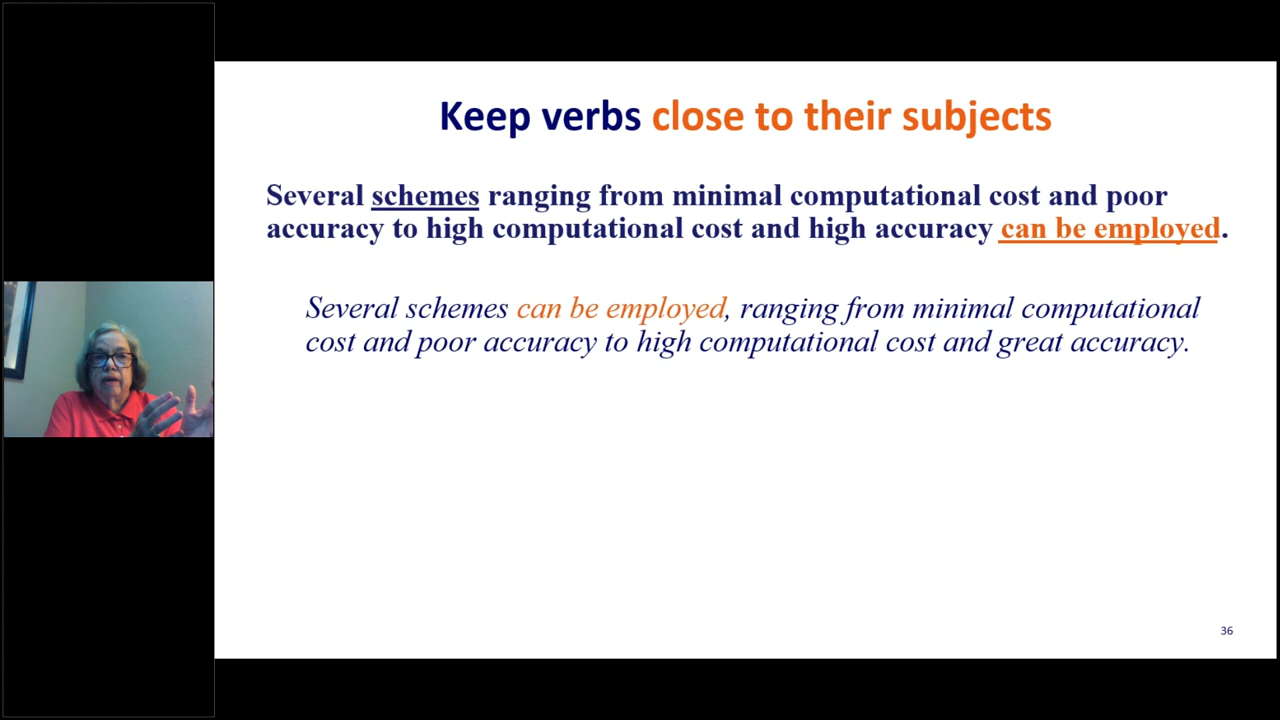 Keep verbs close to their subjects
Several schemes ranging from minimal computational cost and poor
accuracy to high computational cost and high accuracy can be employed.
Several schemes can be employed, ranging from minimal computational
cost and poor accuracy to high computational cost and great accuracy.
36